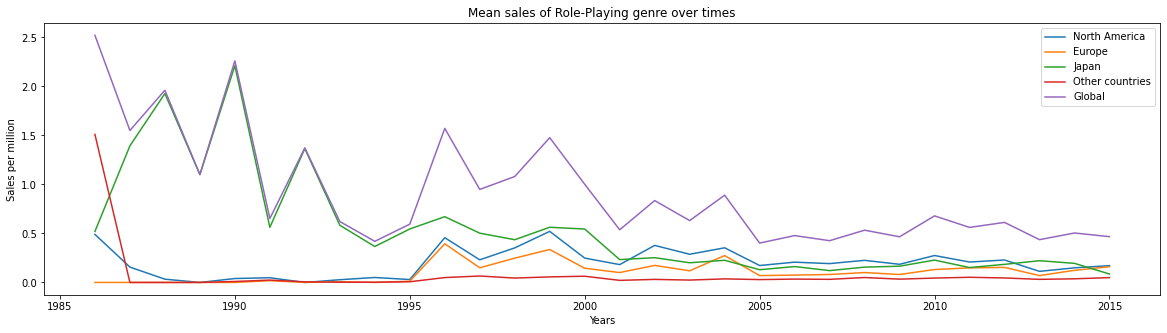 Mean sales of Role-Playing genre over times
Sales per million
2.5
2.0
1.5
1.0
0.5
0.0
North America
Europe
Japan
Other countries
Global
1985
1990
1995
2000
2005
2010
2015
Years